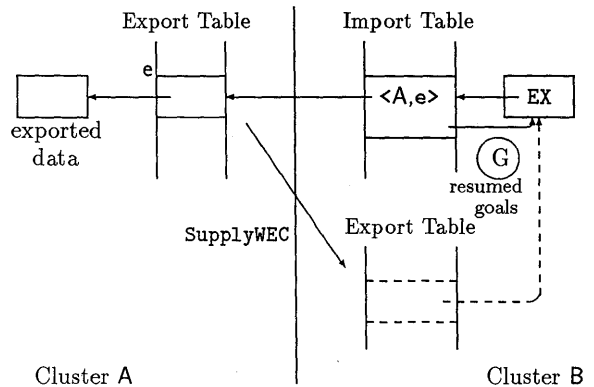 Export Table
Import Table
e
<A,e>
EX
exported
data
G
resumed
goals
SupplyWEC
Export Table
Cluster A
Cluster B